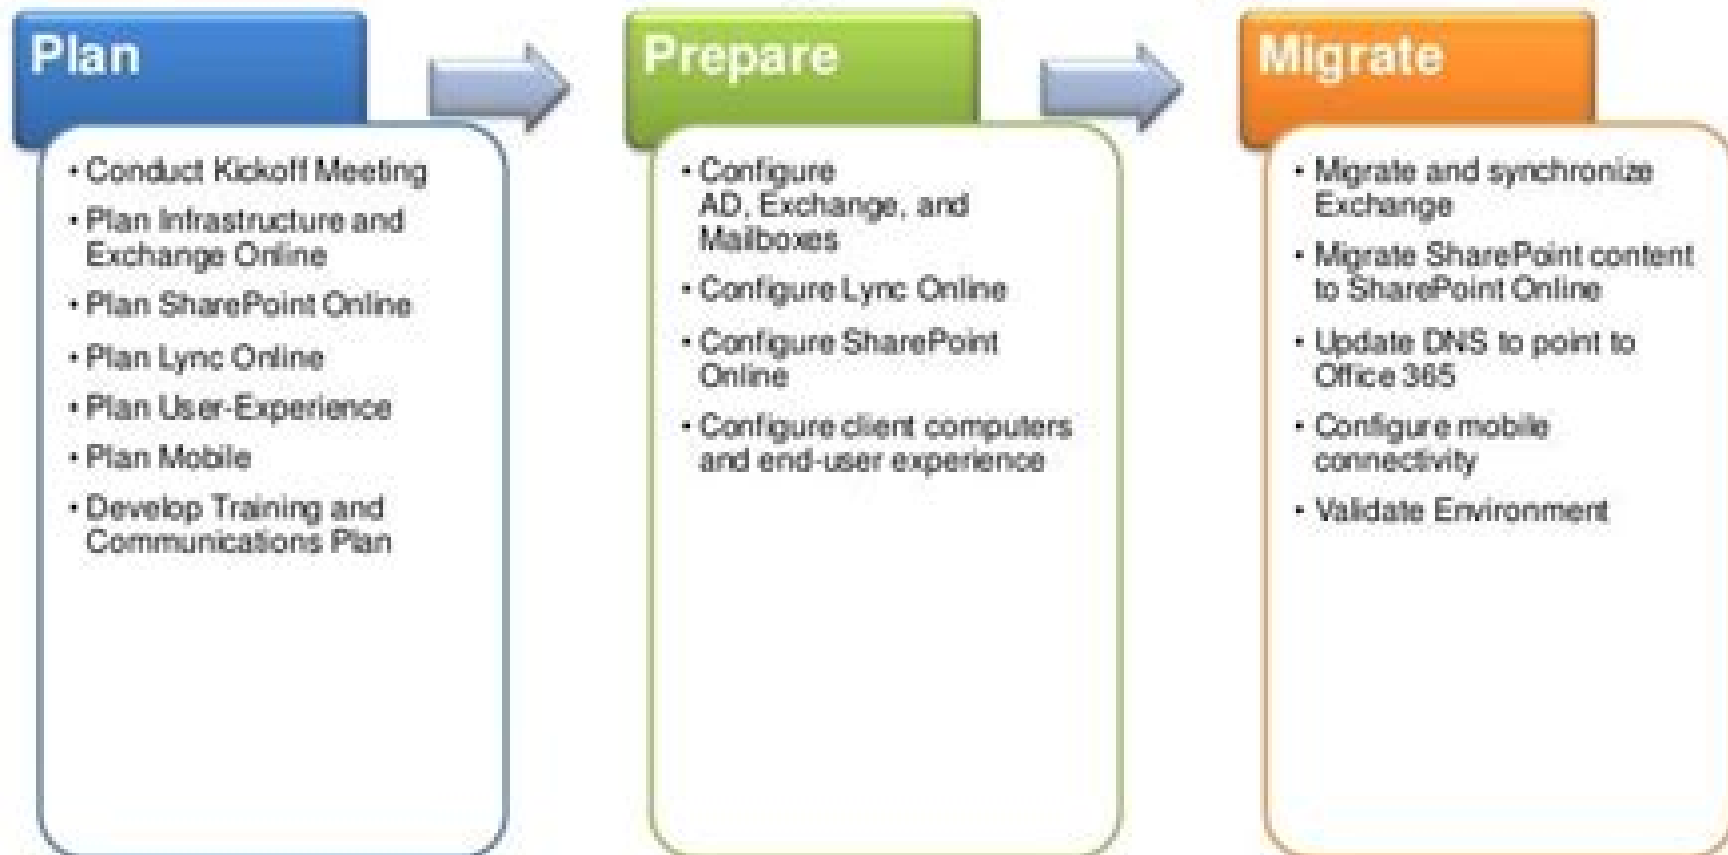 Plan
• Conduct Kickoff Meeting
• Plan Infrastructure and
Exchange Online
• Plan SharePoint Online
• Plan Lync Online
• Plan User-Experience
• Plan Mobile
• Develop Training and
Communications Plan
Prepare
• Configure
AD, Exchange, and
Mailboxes
• Configure Lync Online
• Configure SharePoint
Online
• Configure client computers
and end-user experience
Migrate
• Migrate and synchronize
Exchange
• Migrate SharePoint content
to SharePoint Online
• Update DNS to point to
Office 365
• Configure mobile
connectivity
• Validate Environment